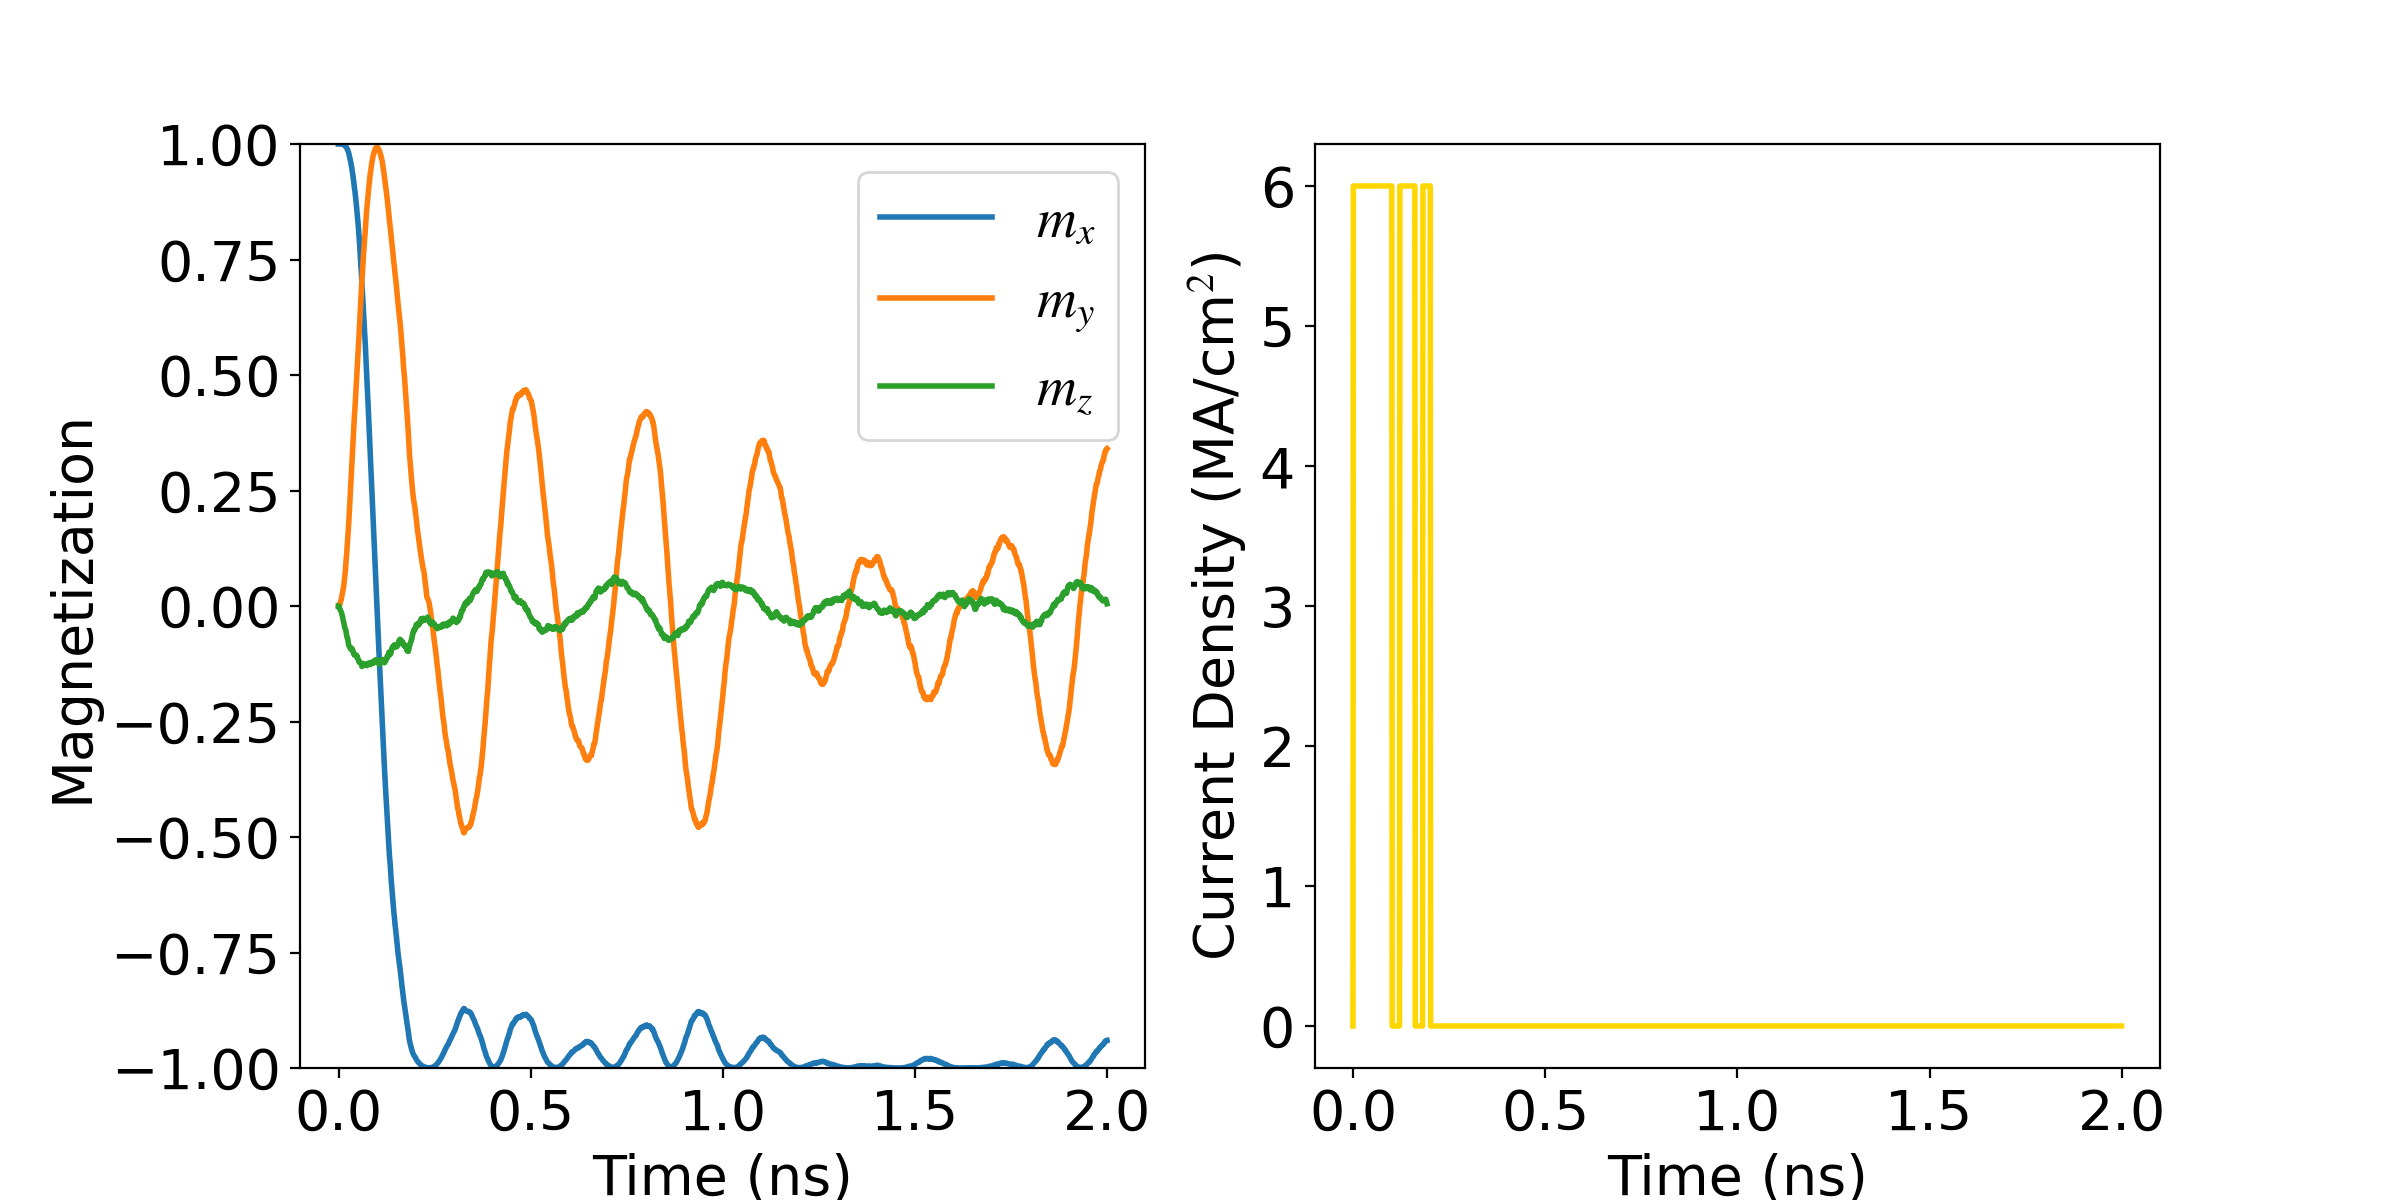 Magnetization
1.00
0.75
0.50
0.25
0.00
−0.25
−0.50
−0.75
−1.00
0.0 0.5 1.0 1.5 2.0
Time (ns)
m_x
m_y
m_z
Current Density (MA/cm²)
6
5
4
3
2
1
0
0.0 0.5 1.0 1.5 2.0
Time (ns)